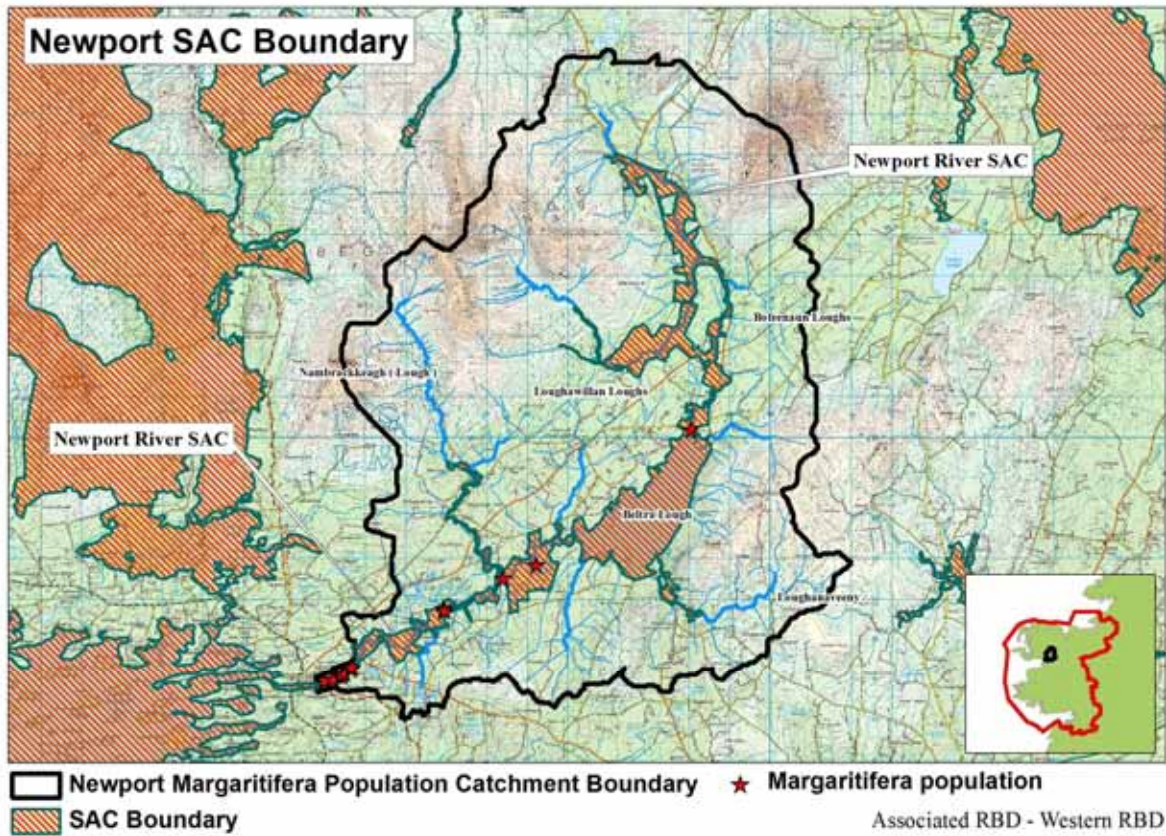 Newport SAC Boundary
Newport River SAC
Bofeenaun Loughs
Nambrackkeagh (Lough)
Loughawillan Loughs
Newport River SAC
Beltra Lough
Loughanaveeny
Newport Margaritifera Population Catchment Boundary
Margaritifera population
SAC Boundary
Associated RBD - Western RBD